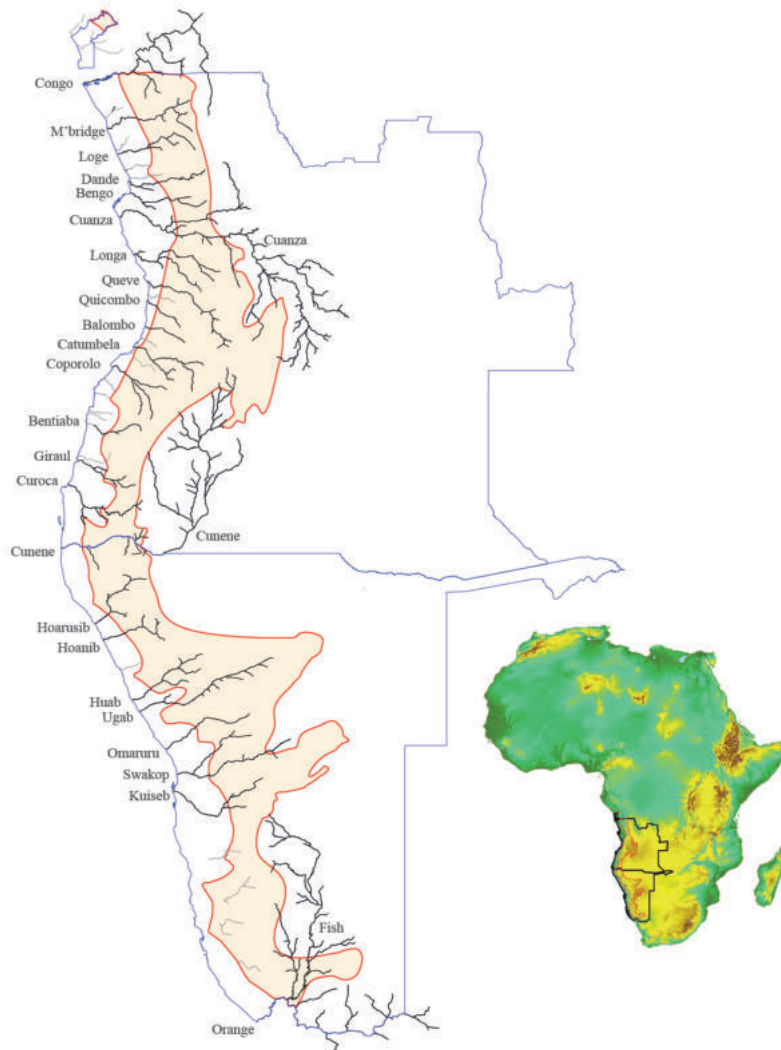 Congo
M'bridge
Loge
Dande
Bengo
Cuanza
Cuanza
Longa
Queve
Quicombo
Balombo
Catumbela
Coporolo
Bentiaba
Giraul
Curoca
Cunene
Cunene
Hoarusib
Hoanib
Huab
Ugab
Omaruru
Swakop
Kuiseb
Fish
Orange